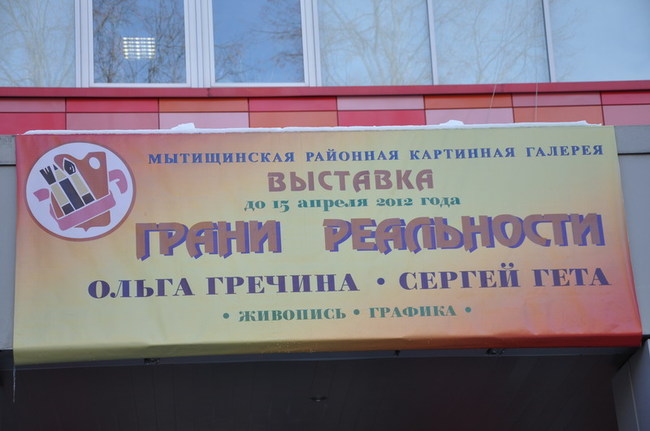 МЫТИЩИНСКАЯ РАЙОННАЯ КАРТИННАЯ ГАЛЕРЕЯ
ВЫСТАВКА
до 15 апреля 2012 года
ГРАНИ РЕАЛЬНОСТИ
ОЛЬГА ГРЕЧИНА • СЕРГЕЙ ГЕТА
• ЖИВОПИСЬ • ГРАФИКА •